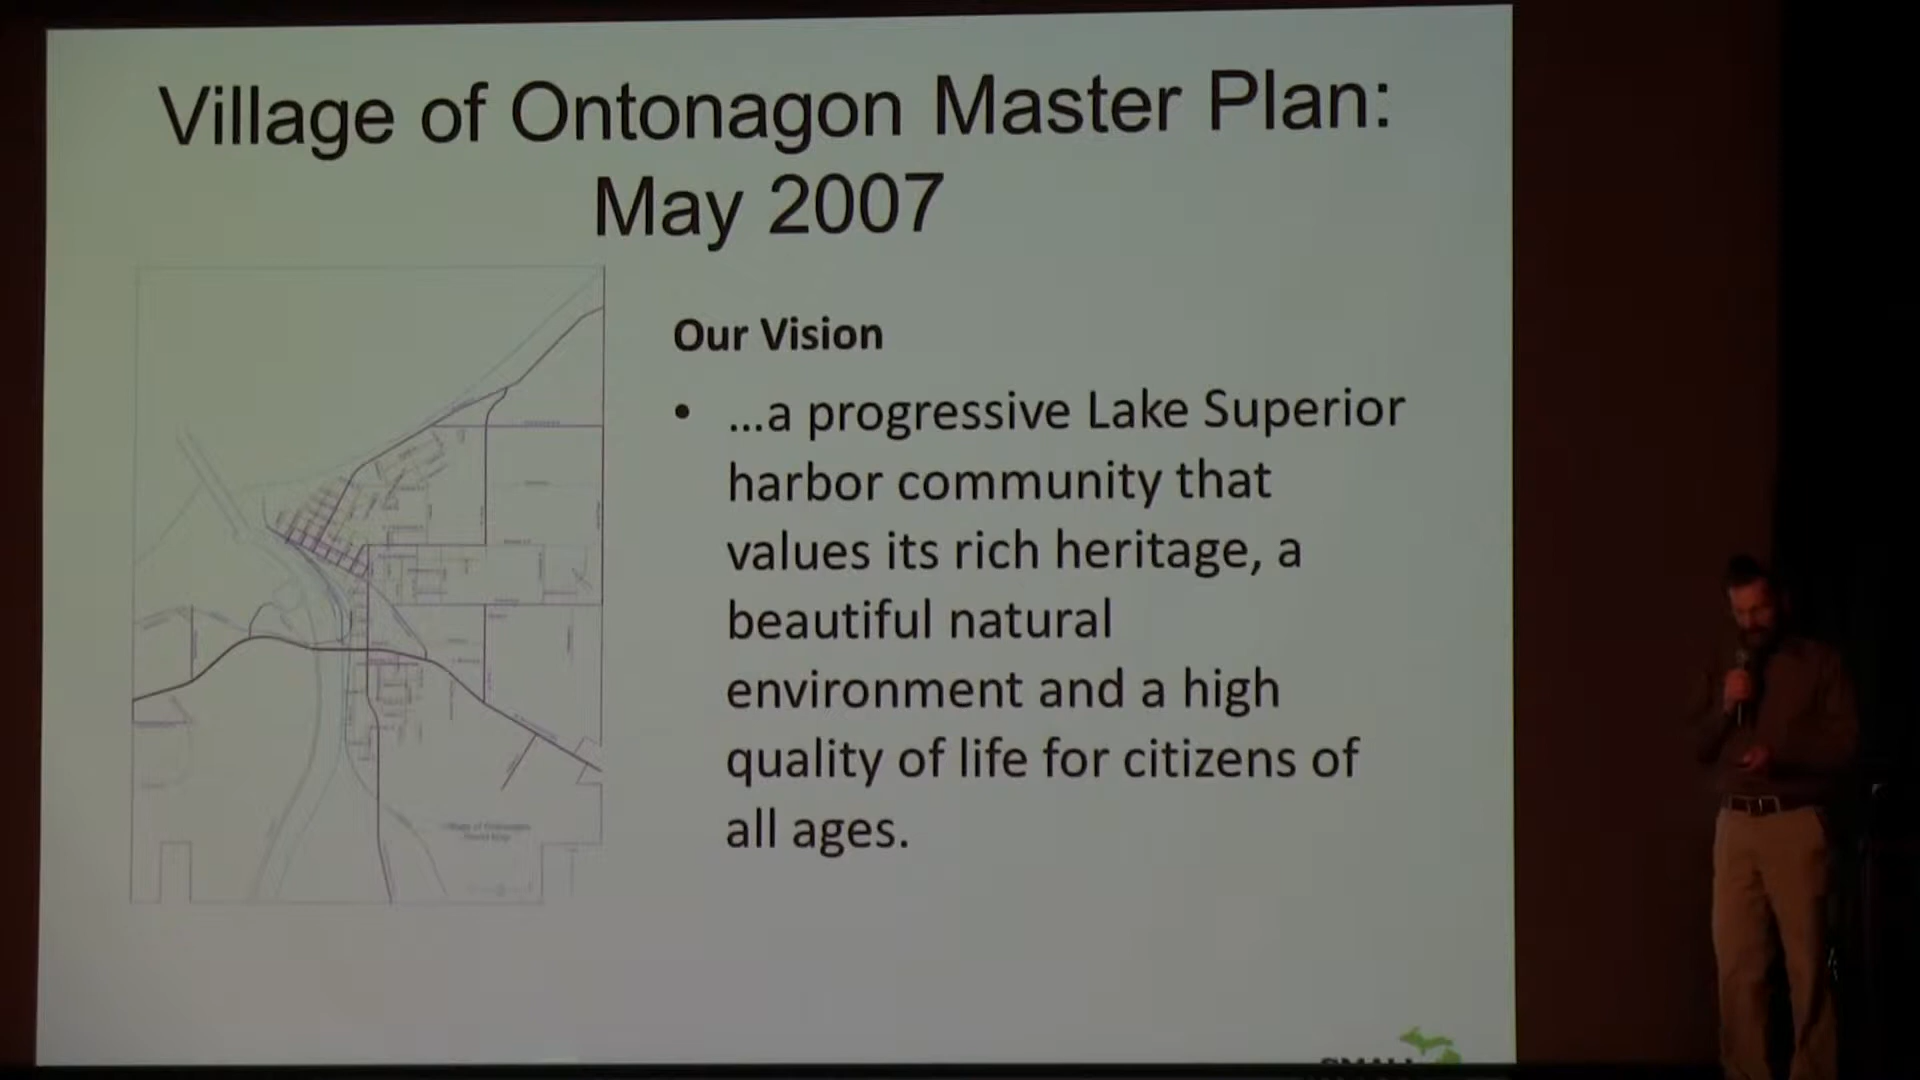 Village of Ontonagon Master Plan:
May 2007
Our Vision
• ...a progressive Lake Superior
harbor community that
values its rich heritage, a
beautiful natural
environment and a high
quality of life for citizens of
all ages.